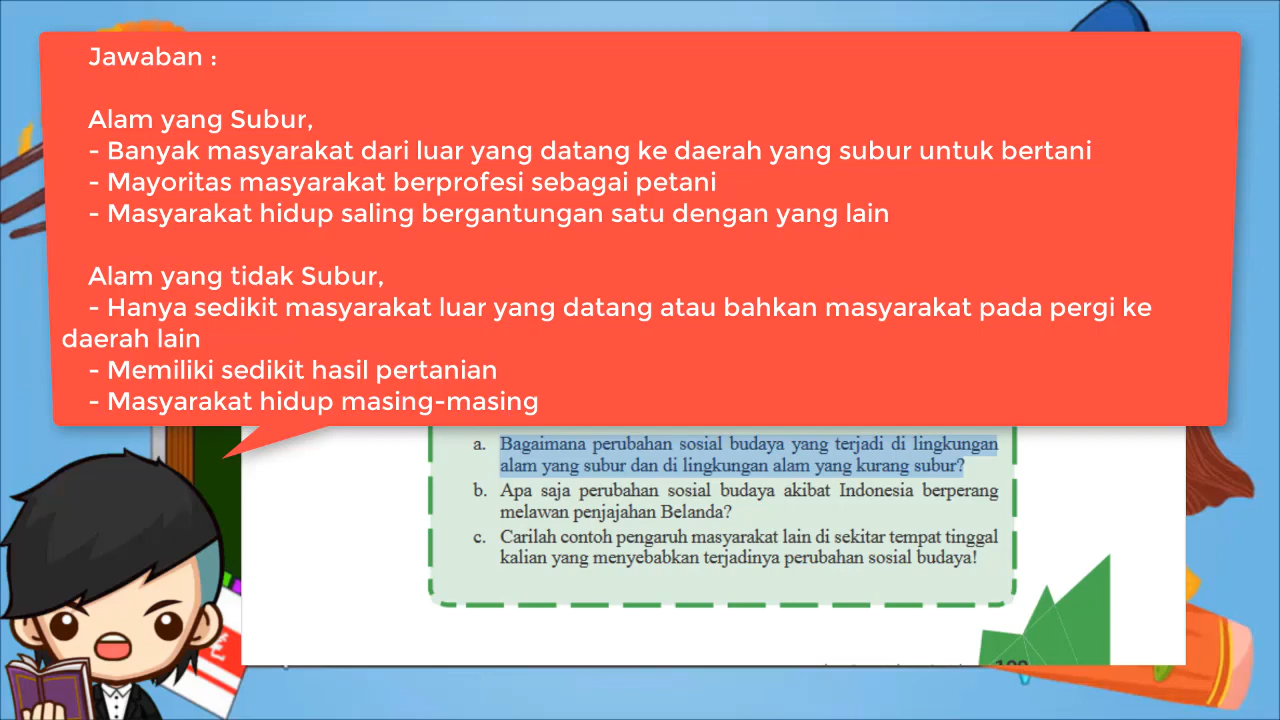 Jawaban :
Alam yang Subur,
- Banyak masyarakat dari luar yang datang ke daerah yang subur untuk bertani
- Mayoritas masyarakat berprofesi sebagai petani
- Masyarakat hidup saling bergantungan satu dengan yang lain
Alam yang tidak Subur,
- Hanya sedikit masyarakat luar yang datang atau bahkan masyarakat pada pergi ke
daerah lain
- Memiliki sedikit hasil pertanian
- Masyarakat hidup masing-masing
a. Bagaimana perubahan sosial budaya yang terjadi di lingkungan
alam yang subur dan di lingkungan alam yang kurang subur?
b. Apa saja perubahan sosial budaya akibat Indonesia berperang
melawan penjajahan Belanda?
c. Carilah contoh pengaruh masyarakat lain di sekitar tempat tinggal
kalian yang menyebabkan terjadinya perubahan sosial budaya!